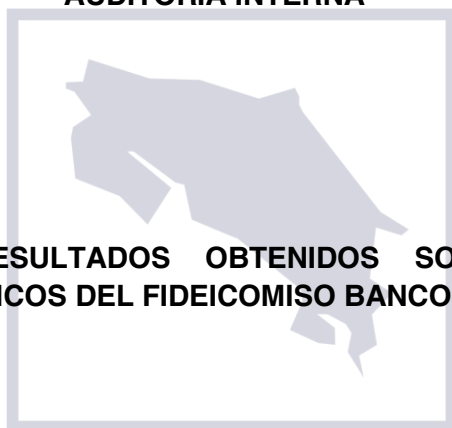 AUDITORIA INTERNA
ESULTADOS OBTENIDOS SO
ICOS DEL FIDEICOMISO BANCO